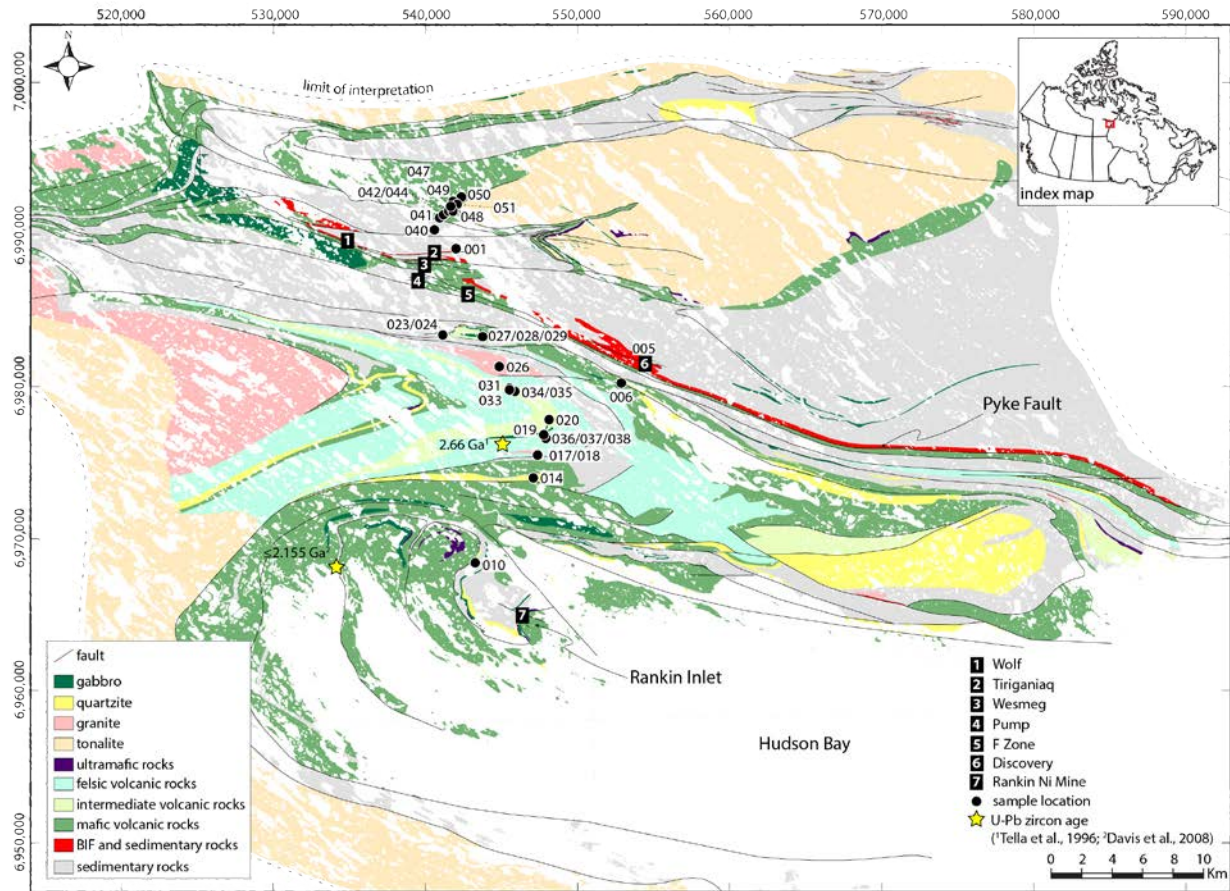 520,000
530,000
540,000
550,000
560,000
570,000
580,000
590,000
7,000,000
6,990,000
6,980,000
6,970,000
6,960,000
6,950,000
N
limit of interpretation
index map
047
042/044
049
050
051
041
048
040
001
1
2
3
4
5
023/024
027/028/029
005
6
026
006
031
033
034/035
020
019
036/037/038
2.66 Ga¹
017/018
014
Pyke Fault
≤2.155 Ga²
010
7
Rankin Inlet
Hudson Bay
fault
gabbro
quartzite
granite
tonalite
ultramafic rocks
felsic volcanic rocks
intermediate volcanic rocks
mafic volcanic rocks
BIF and sedimentary rocks
sedimentary rocks
1 Wolf
2 Tiriganiaq
3 Wesmeg
4 Pump
5 F Zone
6 Discovery
7 Rankin Ni Mine
sample location
U-Pb zircon age
(¹Tella et al., 1996; ²Davis et al., 2008)
0 2 4 6 8 10
Km